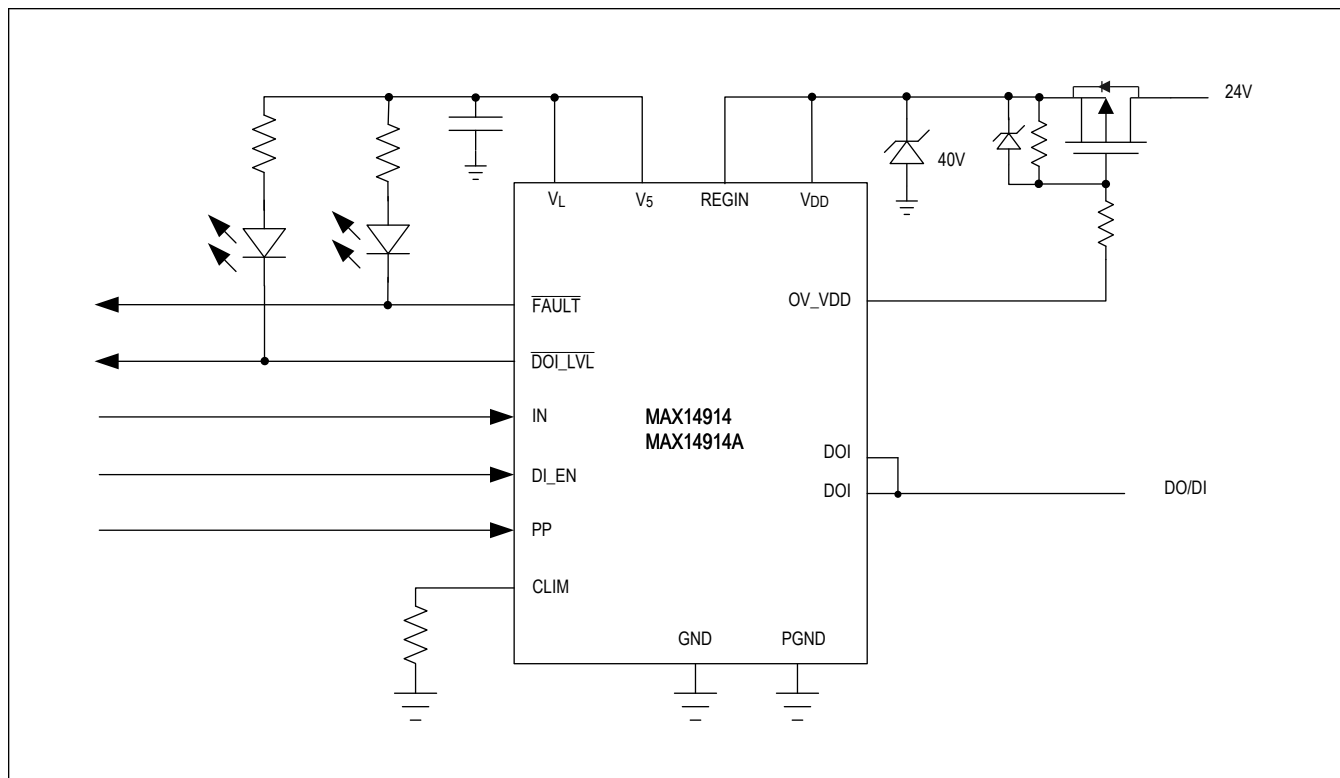 24V
40V
VL
V5
REGIN
VDD
FAULT
OV_VDD
DOI_LVL
IN
MAX14914
MAX14914A
DI_EN
DOI
DOI
DO/DI
PP
CLIM
GND
PGND